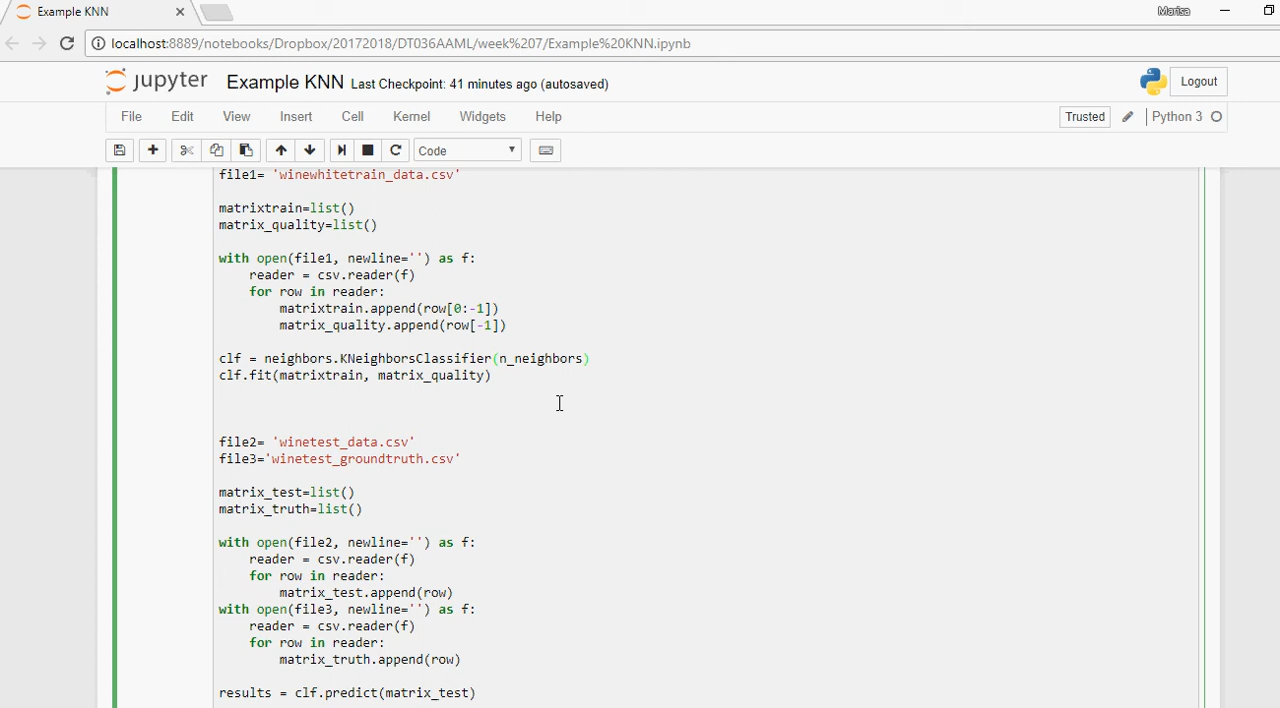 Example KNN
Marisa
localhost:8889/notebooks/Dropbox/20172018/DT036AAML/week%207/Example%20KNN.ipynb
jupyter Example KNN Last Checkpoint: 41 minutes ago (autosaved)
Logout
File Edit View Insert Cell Kernel Widgets Help
Trusted Python 3
Code
file1= 'winewhitetrain_data.csv'
matrixtrain=list()
matrix_quality=list()
with open(file1, newline='') as f:
    reader = csv.reader(f)
    for row in reader:
        matrixtrain.append(row[0:-1])
        matrix_quality.append(row[-1])
clf = neighbors.KNeighborsClassifier(n_neighbors)
clf.fit(matrixtrain, matrix_quality)
file2= 'winetest_data.csv'
file3='winetest_groundtruth.csv'
matrix_test=list()
matrix_truth=list()
with open(file2, newline='') as f:
    reader = csv.reader(f)
    for row in reader:
        matrix_test.append(row)
with open(file3, newline='') as f:
    reader = csv.reader(f)
    for row in reader:
        matrix_truth.append(row)
results = clf.predict(matrix_test)